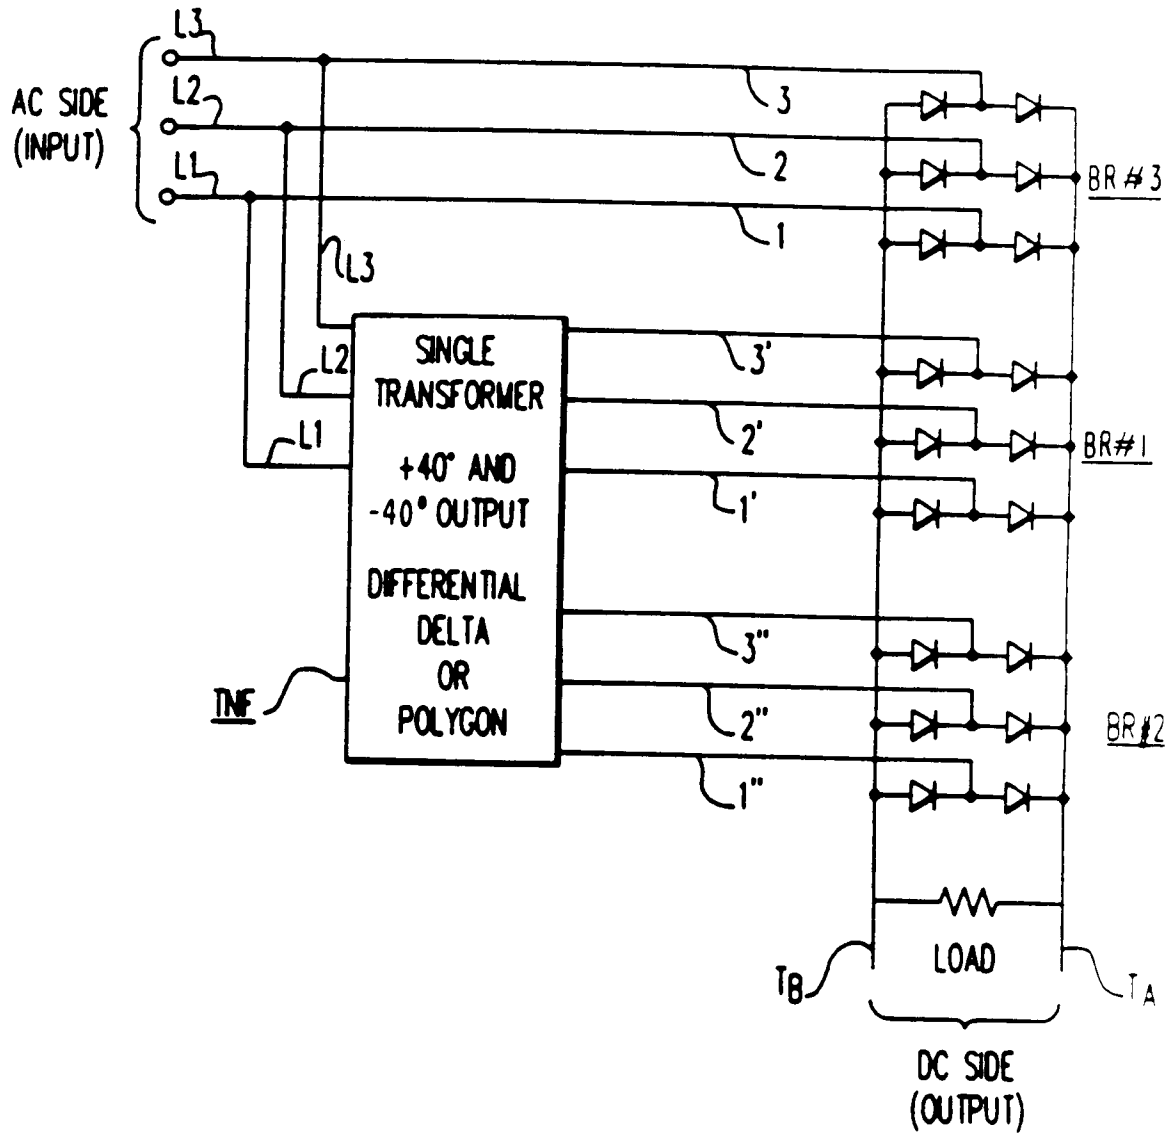 L3
AC SIDE
(INPUT)
L2
L1
3
2
1
BR#3
L3
L2
L1
SINGLE
TRANSFORMER
+40° AND
-40° OUTPUT
DIFFERENTIAL
DELTA
OR
POLYGON
TNF
3'
2'
1'
BR#1
3"
2"
1"
BR#2
LOAD
TB
TA
DC SIDE
(OUTPUT)